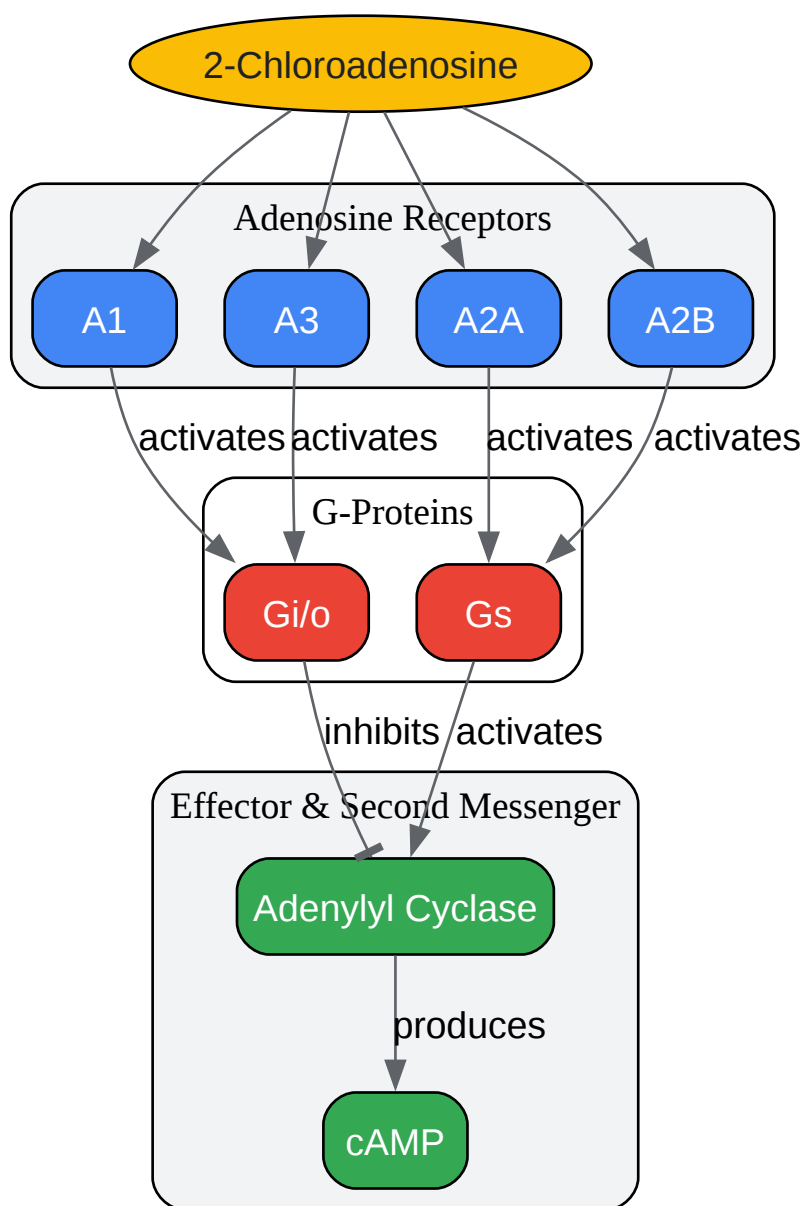 2-Chloroadenosine
Adenosine Receptors
A1
A3
A2A
A2B
activates
activates
activates
activates
G-Proteins
Gi/o
Gs
inhibits
activates
Effector & Second Messenger
Adenylyl Cyclase
produces
cAMP